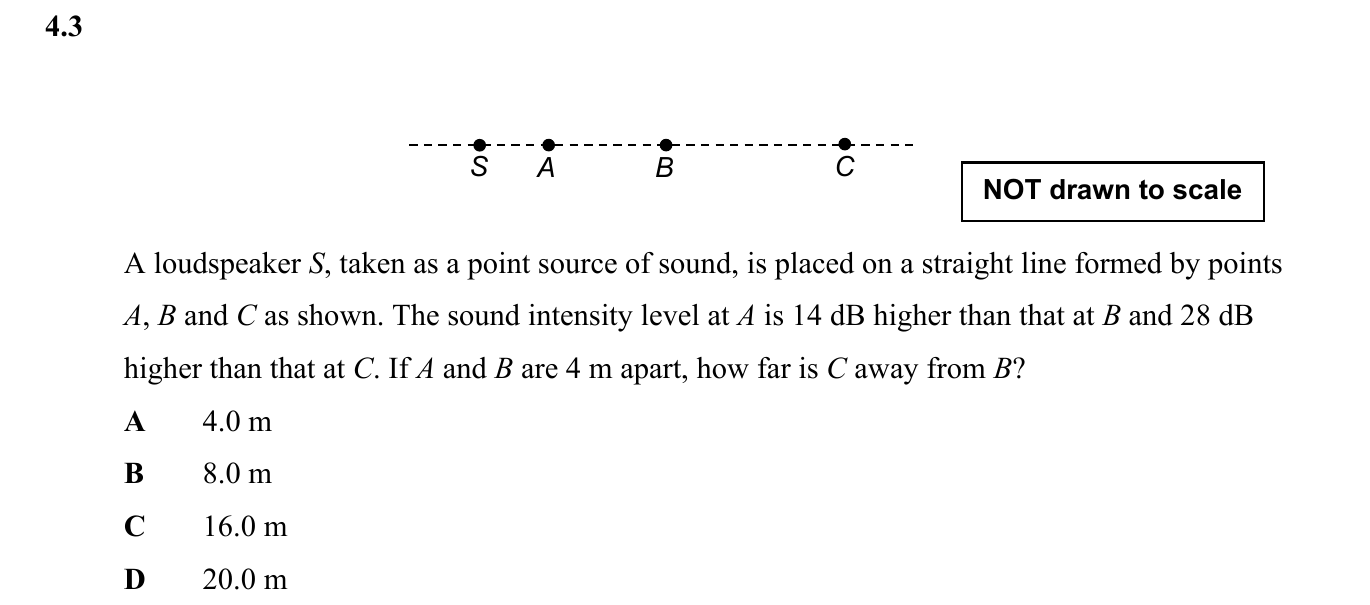 4.3
S A B C
NOT drawn to scale
A loudspeaker S, taken as a point source of sound, is placed on a straight line formed by points
A, B and C as shown. The sound intensity level at A is 14 dB higher than that at B and 28 dB
higher than that at C. If A and B are 4 m apart, how far is C away from B?
A 4.0 m
B 8.0 m
C 16.0 m
D 20.0 m